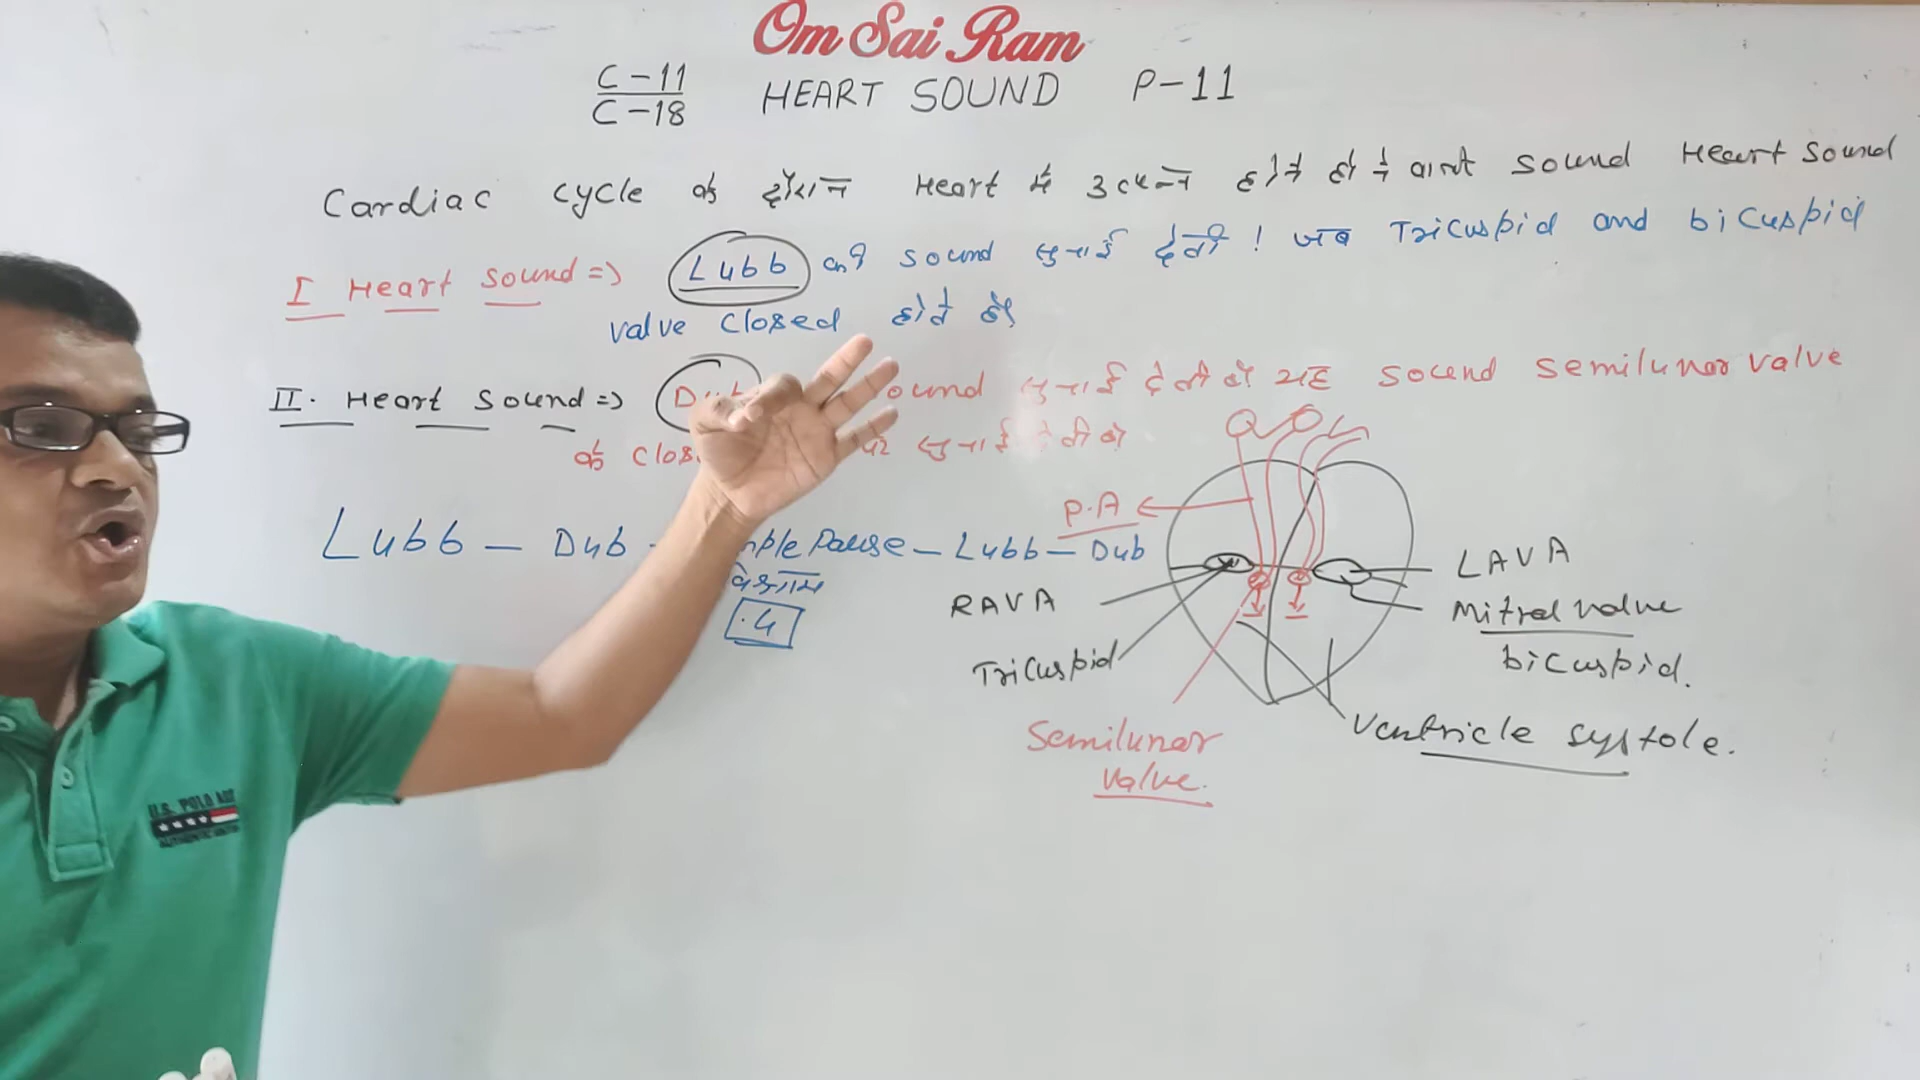 Om Sai Ram
C-11
C-18
HEART SOUND P-11
Cardiac cycle के दौरान Heart में उत्पन्न होने वाली sound Heart sound
I Heart sound => Lubb की sound सुनाई देती ! जब Tricuspid and bicuspid
valve closed होते है
II. Heart sound => sound सुनाई देती है यह sound semilunar valve
के सुनाई देती है
Lubb - Dub Pause - Lubb - Dub
.4
P.A
RAVA
Tricuspid
Semilunar
valve.
LAVA
Mitral valve
bicuspid.
Ventricle systole.
U.S. POLO ASSN